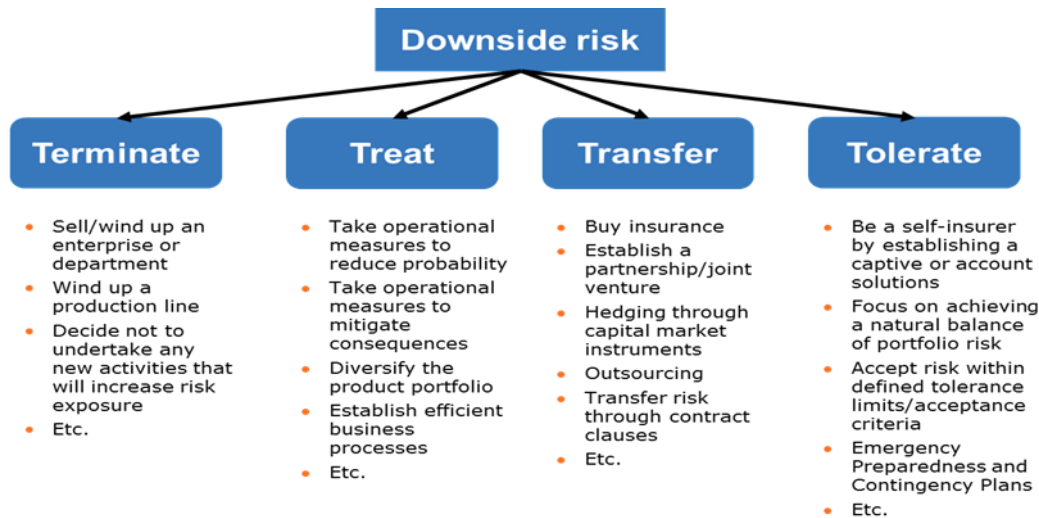 Downside risk
Terminate
Treat
Transfer
Tolerate
• Sell/wind up an
enterprise or
department
• Wind up a
production line
• Decide not to
undertake any
new activities that
will increase risk
exposure
• Etc.
• Take operational
measures to
reduce probability
• Take operational
measures to
mitigate
consequences
• Diversify the
product portfolio
• Establish efficient
business
processes
• Etc.
• Buy insurance
• Establish a
partnership/joint
venture
• Hedging through
capital market
instruments
• Outsourcing
• Transfer risk
through contract
clauses
• Etc.
• Be a self-insurer
by establishing a
captive or account
solutions
• Focus on achieving
a natural balance
of portfolio risk
• Accept risk within
defined tolerance
limits/acceptance
criteria
• Emergency
Preparedness and
Contingency Plans
• Etc.